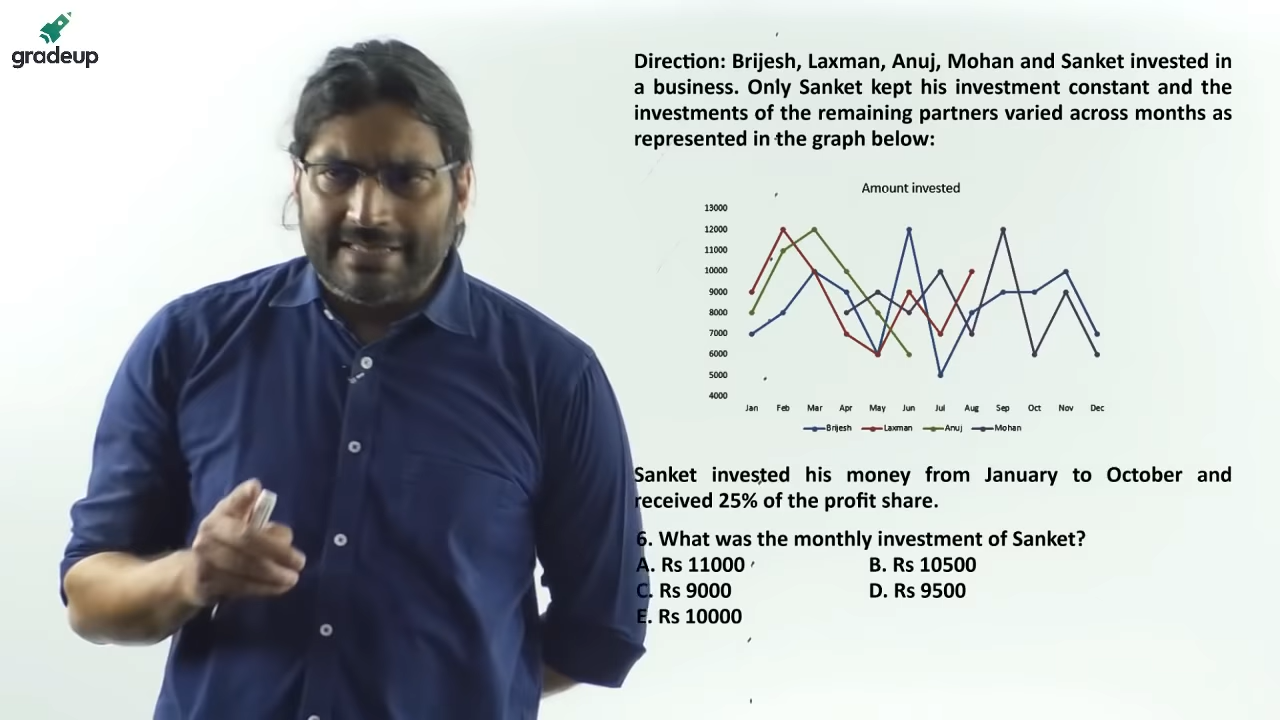 gradeup
Direction: Brijesh, Laxman, Anuj, Mohan and Sanket invested in
a business. Only Sanket kept his investment constant and the
investments of the remaining partners varied across months as
represented in the graph below:
Amount invested
13000
12000
11000
10000
9000
8000
7000
6000
5000
4000
Jan Feb Mar Apr May Jun Jul Aug Sep Oct Nov Dec
Brijesh Laxman Anuj Mohan
Sanket invested his money from January to October and
received 25% of the profit share.
6. What was the monthly investment of Sanket?
A. Rs 11000 B. Rs 10500
C. Rs 9000 D. Rs 9500
E. Rs 10000